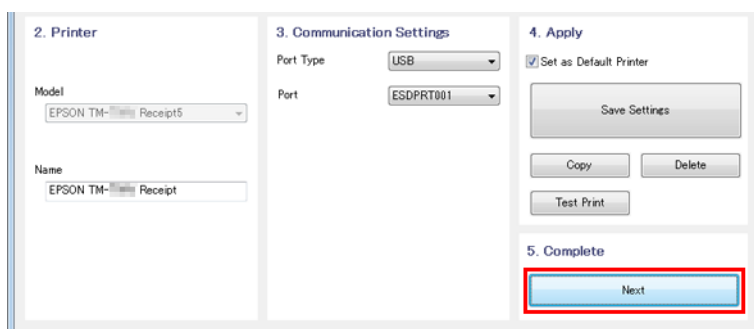 2. Printer
Model
EPSON TM- Receipt5
Name
EPSON TM- Receipt
3. Communication Settings
Port Type
USB
Port
ESDPRT001
4. Apply
Set as Default Printer
Save Settings
Copy
Delete
Test Print
5. Complete
Next